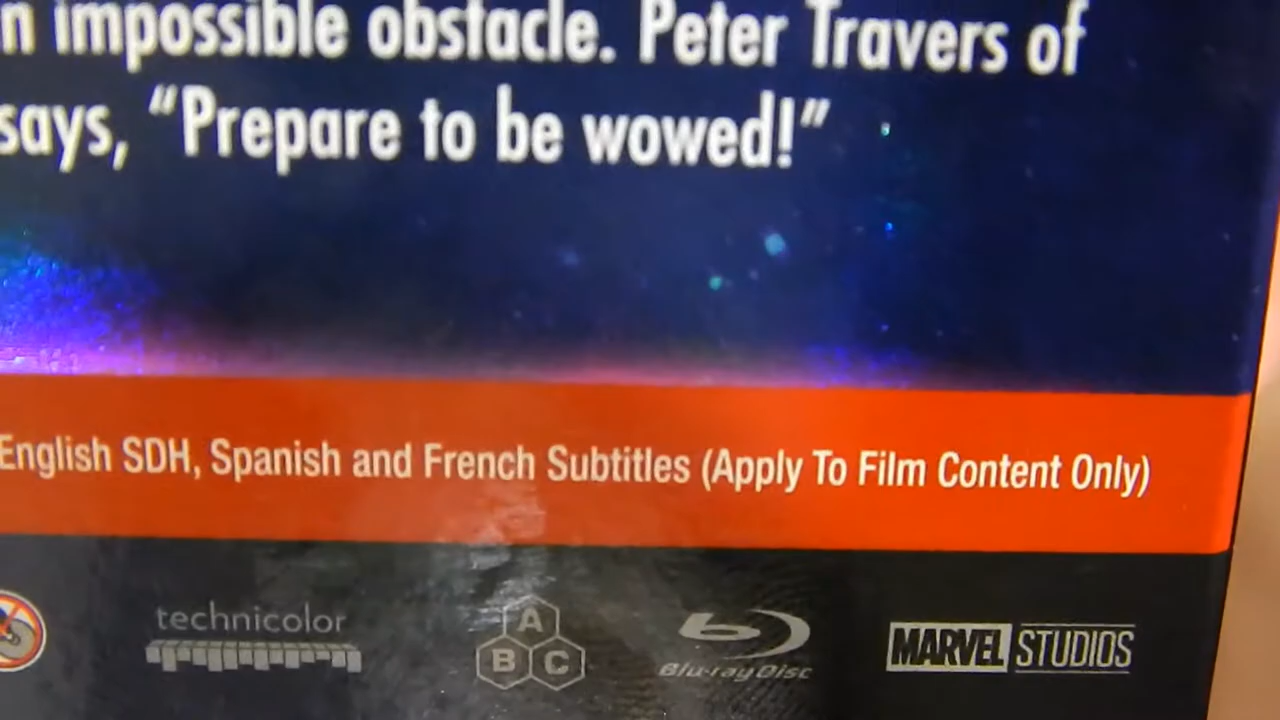 n impossible obstacle. Peter Travers of
says, “Prepare to be wowed!”
English SDH, Spanish and French Subtitles (Apply To Film Content Only)
technicolor
A
B C
Blu-ray Disc
MARVEL STUDIOS